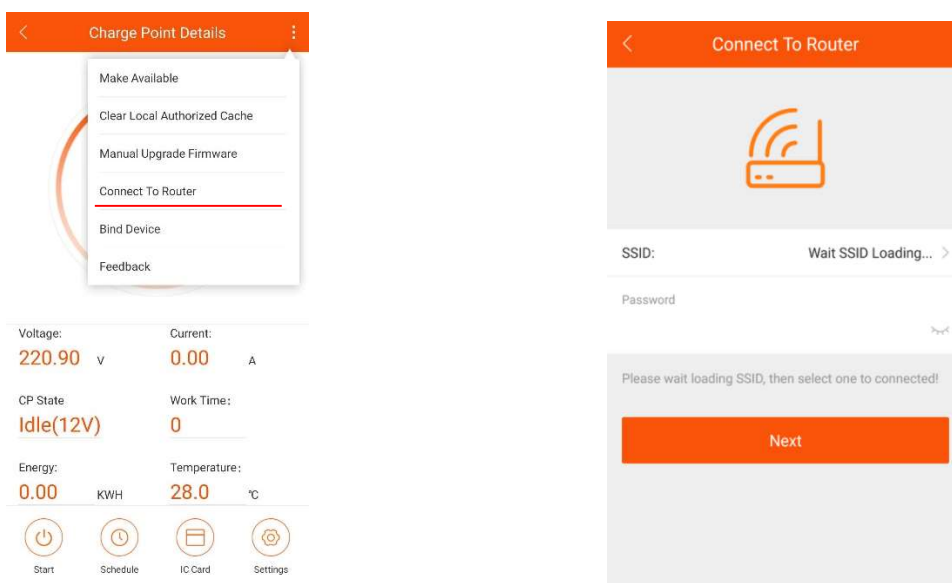 Charge Point Details
Make Available
Clear Local Authorized Cache
Manual Upgrade Firmware
Connect To Router
Bind Device
Feedback
Voltage: Current:
220.90 V 0.00 A
CP State Work Time:
Idle(12V) 0
Energy: Temperature:
0.00 KWH 28.0 °C
Start Schedule IC Card Settings
Connect To Router
SSID: Wait SSID Loading...
Password
Please wait loading SSID, then select one to connected!
Next